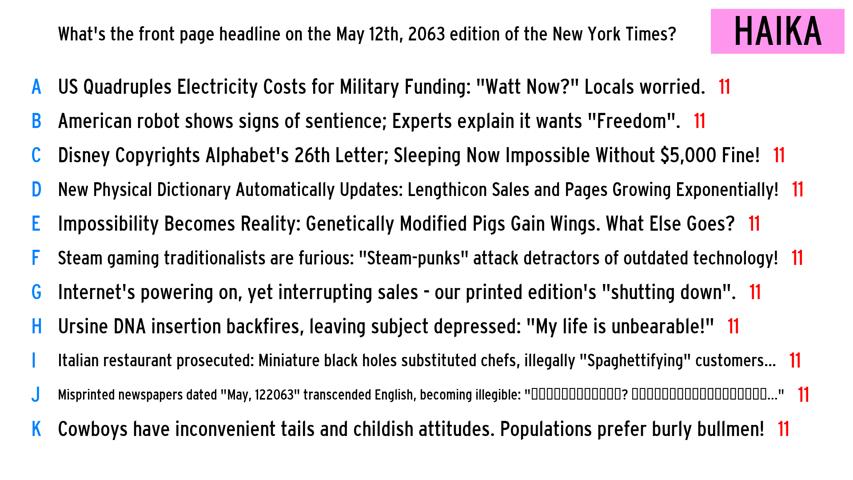 What's the front page headline on the May 12th, 2063 edition of the New York Times?
HAIKA
A US Quadruples Electricity Costs for Military Funding: "Watt Now?" Locals worried. 11
B American robot shows signs of sentience; Experts explain it wants "Freedom". 11
C Disney Copyrights Alphabet's 26th Letter; Sleeping Now Impossible Without $5,000 Fine! 11
D New Physical Dictionary Automatically Updates: Lengthicon Sales and Pages Growing Exponentially! 11
E Impossibility Becomes Reality: Genetically Modified Pigs Gain Wings. What Else Goes? 11
F Steam gaming traditionalists are furious: "Steam-punks" attack detractors of outdated technology! 11
G Internet's powering on, yet interrupting sales - our printed edition's "shutting down". 11
H Ursine DNA insertion backfires, leaving subject depressed: "My life is unbearable!" 11
I Italian restaurant prosecuted: Miniature black holes substituted chefs, illegally "Spaghettifying" customers... 11
J Misprinted newspapers dated "May, 122063" transcended English, becoming illegible: "▯▯▯▯▯▯▯▯▯▯▯▯? ▯▯▯▯▯▯▯▯▯▯▯▯▯▯▯▯▯▯..." 11
K Cowboys have inconvenient tails and childish attitudes. Populations prefer burly bullmen! 11